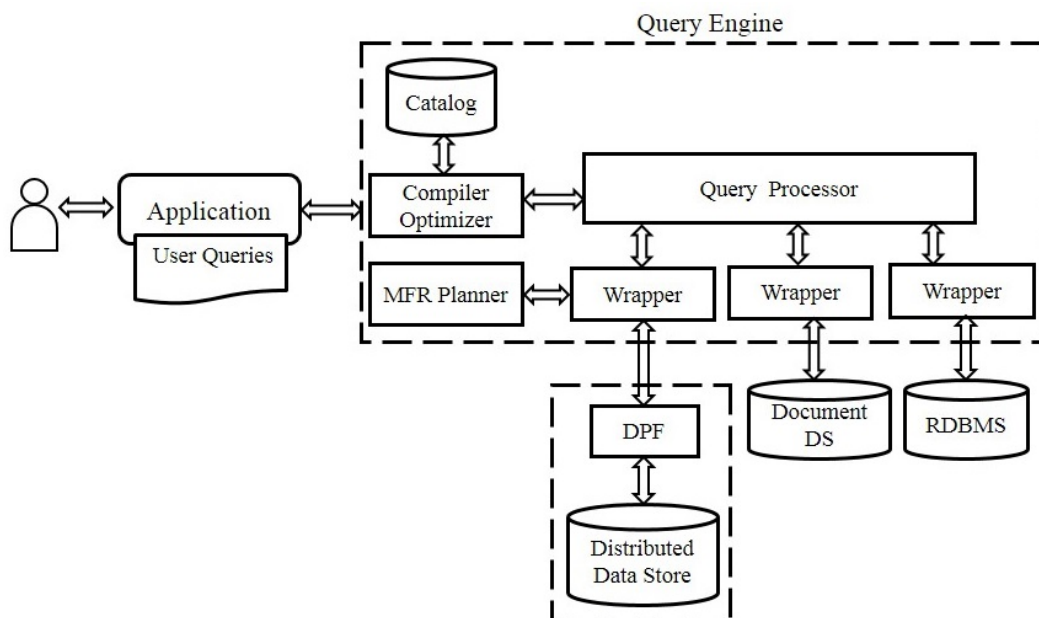 Query Engine
Catalog
Compiler
Optimizer
Query Processor
Application
User Queries
MFR Planner
Wrapper
Wrapper
Wrapper
DPF
Document
DS
RDBMS
Distributed
Data Store